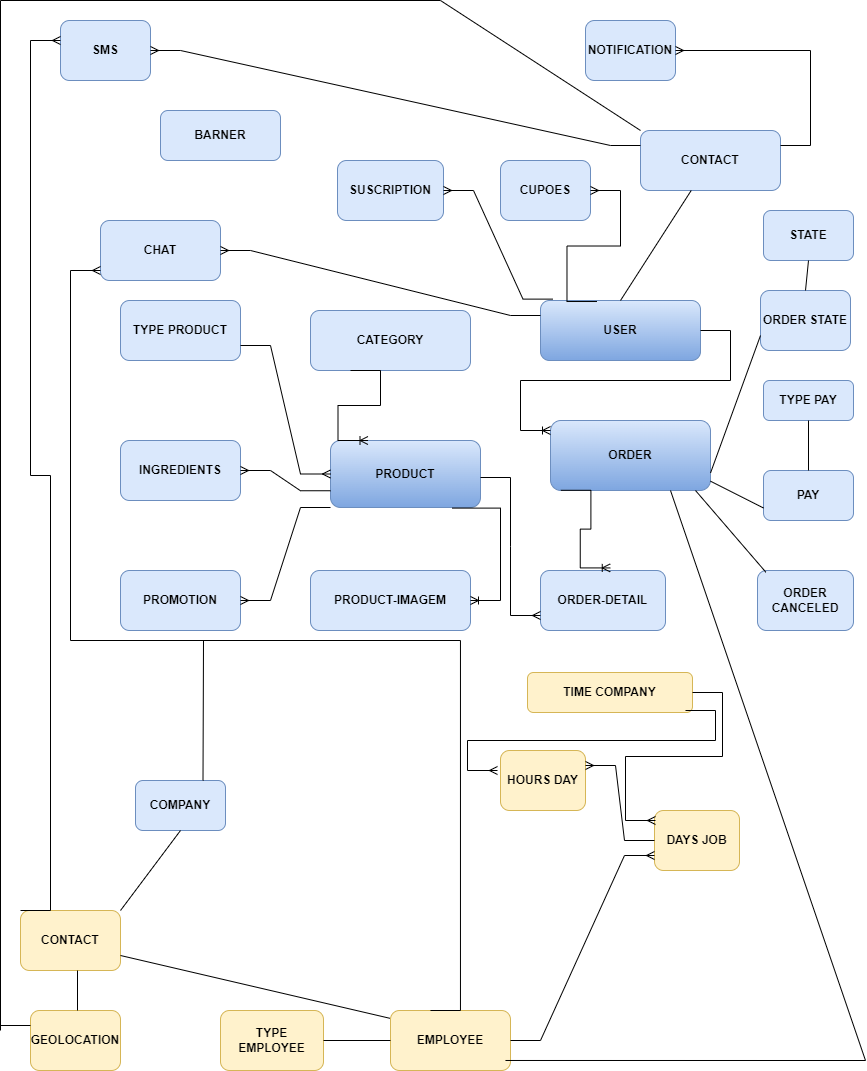 SMS
NOTIFICATION
BARNER
CONTACT
SUSCRIPTION
CUPOES
STATE
CHAT
TYPE PRODUCT
CATEGORY
USER
ORDER STATE
TYPE PAY
INGREDIENTS
PRODUCT
ORDER
PAY
PROMOTION
PRODUCT-IMAGEM
ORDER-DETAIL
ORDER
CANCELED
TIME COMPANY
HOURS DAY
COMPANY
DAYS JOB
CONTACT
GEOLOCATION
TYPE
EMPLOYEE
EMPLOYEE